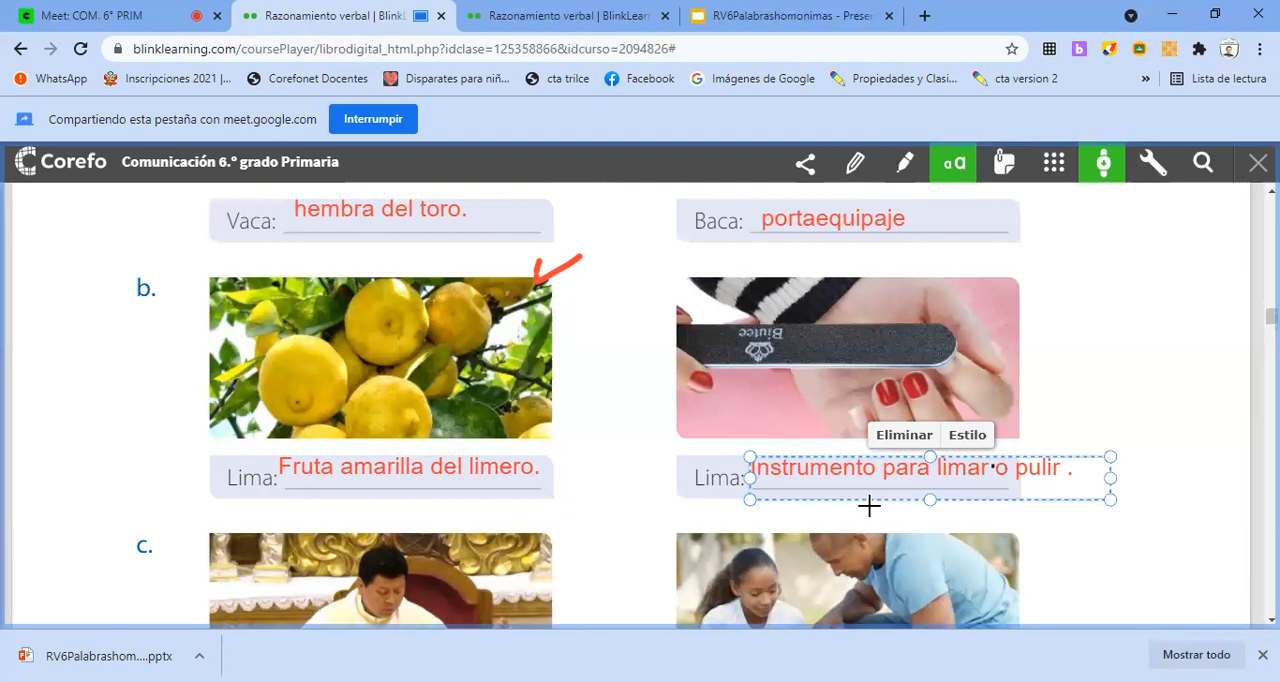 Meet: COM. 6° PRIM
Razonamiento verbal | BlinkL
Razonamiento verbal | BlinkLearn
RV6Palabrashomonimas - Prese
blinklearning.com/coursePlayer/librodigital_html.php?idclase=125358866&idcurso=2094826#
WhatsApp
Inscripciones 2021 |...
Corefonet Docentes
Disparates para niñ...
cta trilce
Facebook
Imágenes de Google
Propiedades y Clasi...
cta version 2
»
Lista de lectura
Compartiendo esta pestaña con meet.google.com
Interrumpir
Corefo
Comunicación 6.º grado Primaria
aa
Vaca: hembra del toro.
Baca: portaequipaje
b.
Biutee
Eliminar Estilo
Lima: Fruta amarilla del limero.
Lima: Instrumento para limar o pulir .
c.
RV6Palabrashom....pptx
Mostrar todo